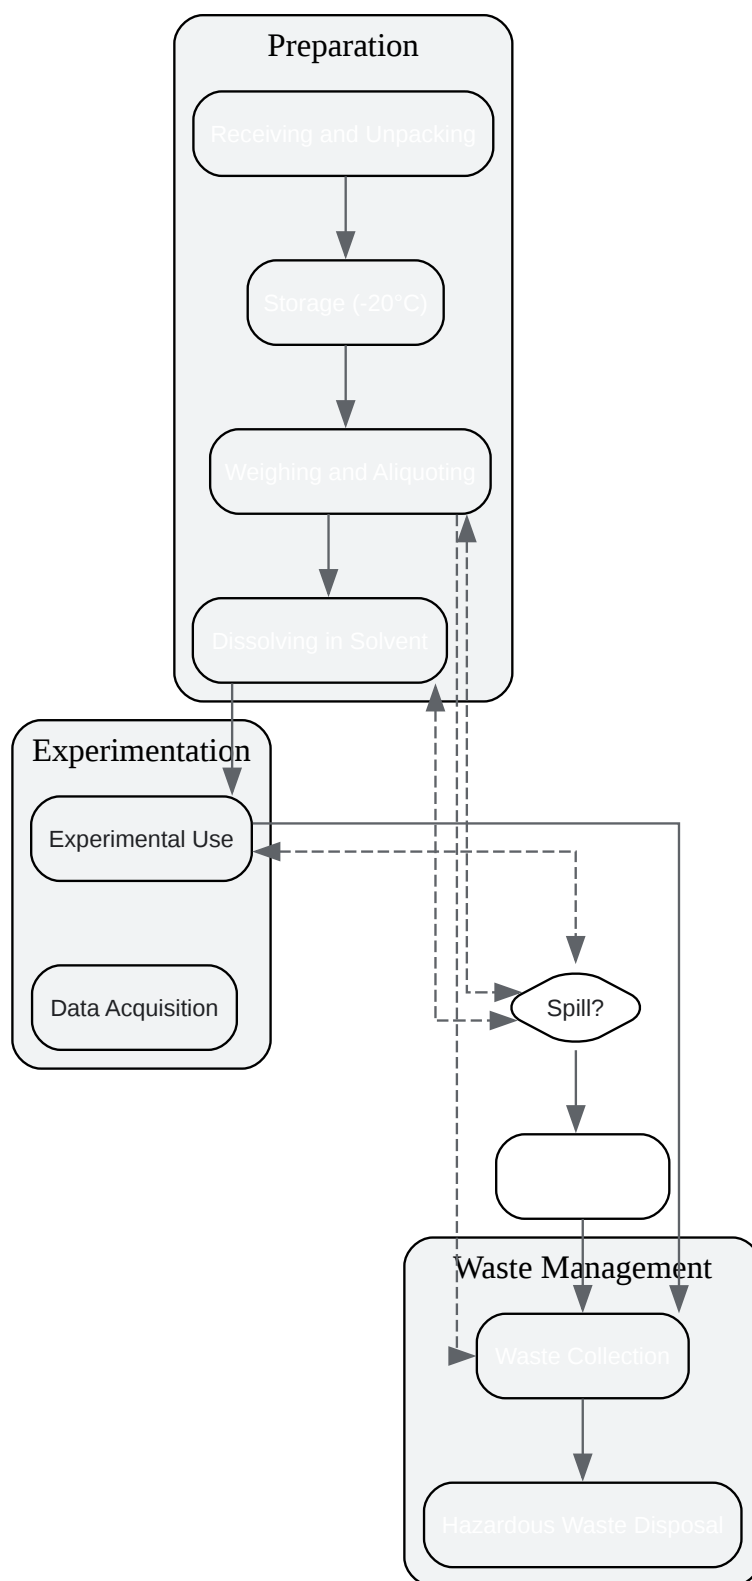 Preparation
Receiving and Unpacking
Storage (-20°C)
Weighing and Aliquoting
Dissolving in Solvent
Experimentation
Experimental Use
Data Acquisition
Spill?
Waste Management
Waste Collection
Hazardous Waste Disposal